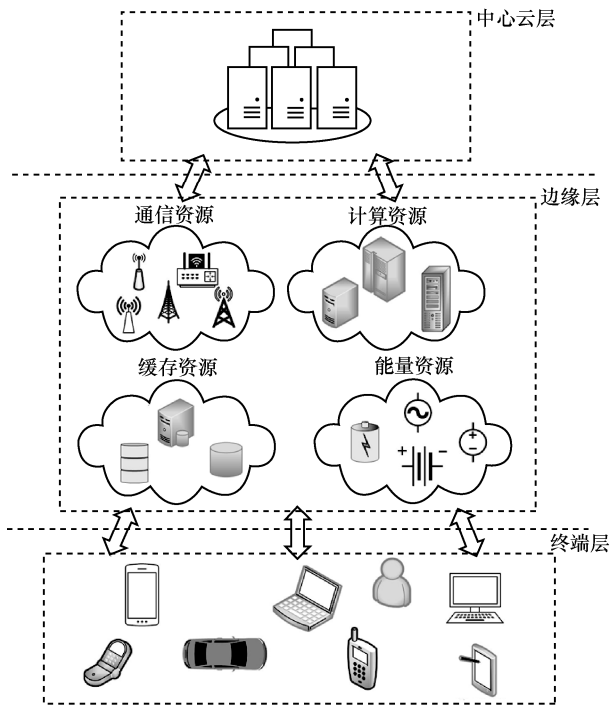 中心云层
边缘层
通信资源
计算资源
缓存资源
能量资源
终端层